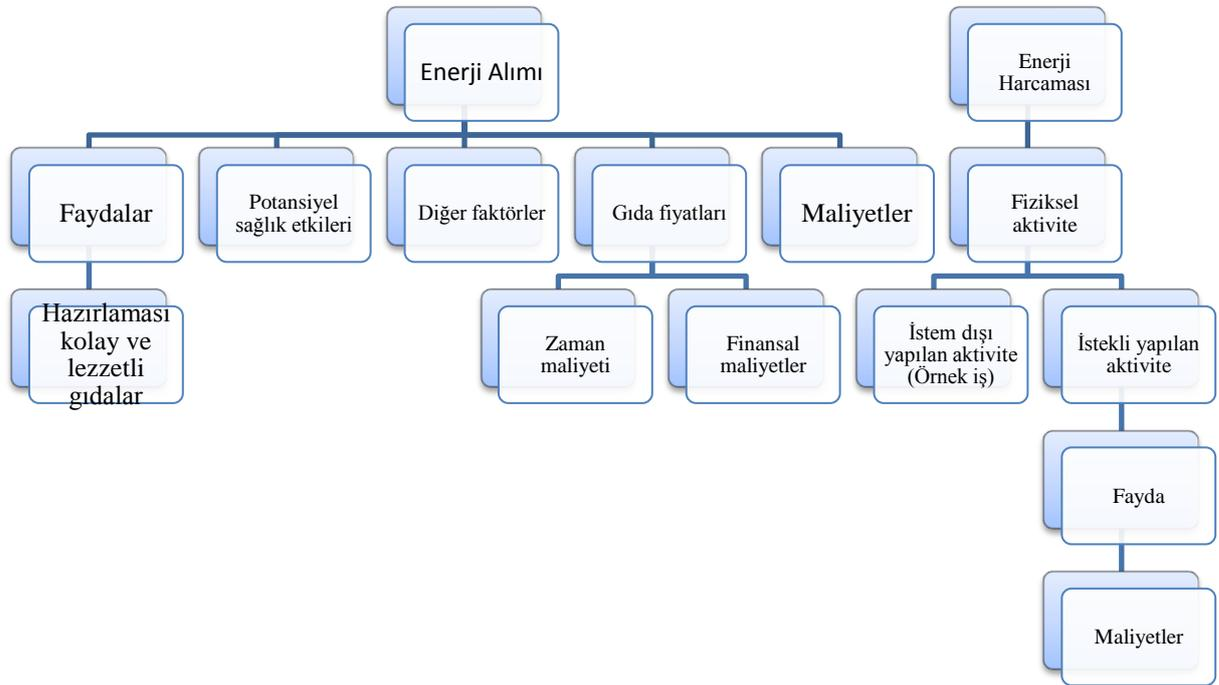 Enerji Alımı
Enerji
Harcaması
Faydalar
Potansiyel
sağlık etkileri
Diğer faktörler
Gıda fiyatları
Maliyetler
Fiziksel
aktivite
Hazırlaması
kolay ve
lezzetli
gıdalar
Zaman
maliyeti
Finansal
maliyetler
İstem dışı
yapılan aktivite
(Örnek iş)
İstekli yapılan
aktivite
Fayda
Maliyetler